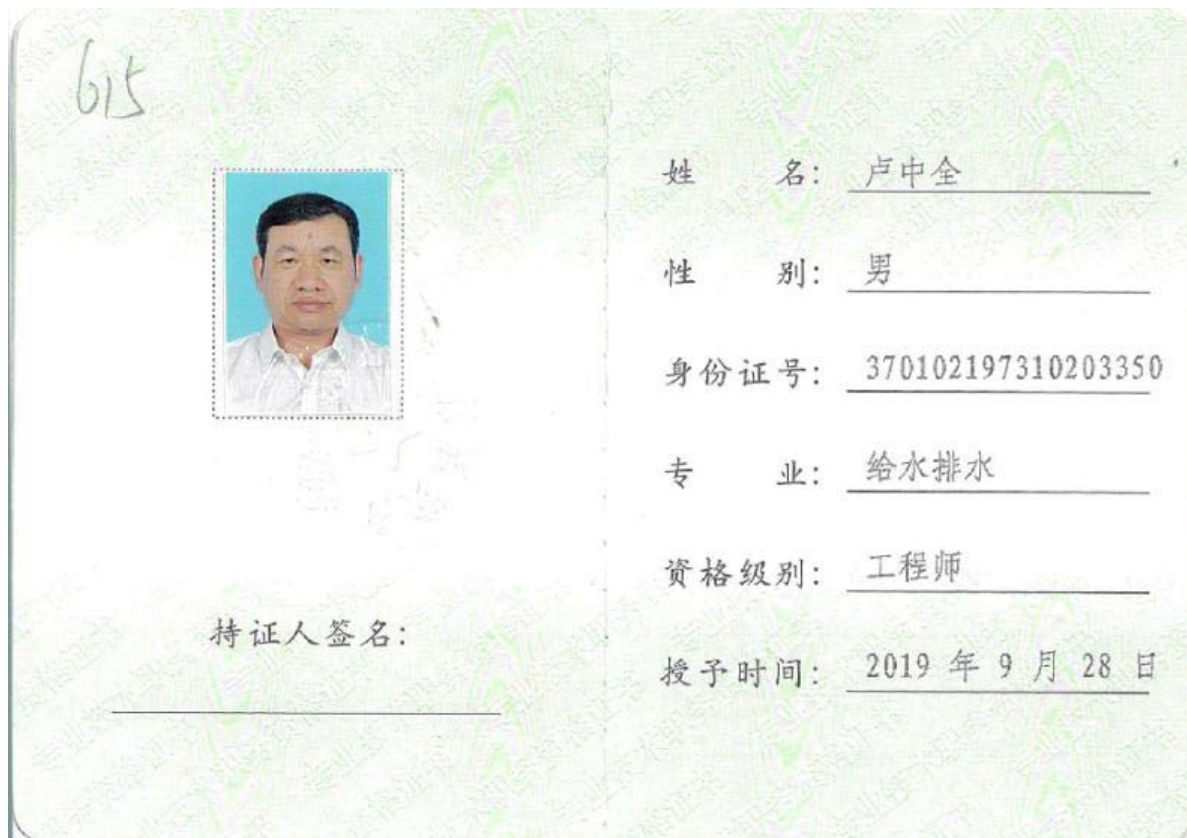 615
姓 名: 卢中全
性 别: 男
身份证号: 370102197310203350
专 业: 给水排水
资格级别: 工程师
持证人签名:
授予时间: 2019 年 9 月 28 日